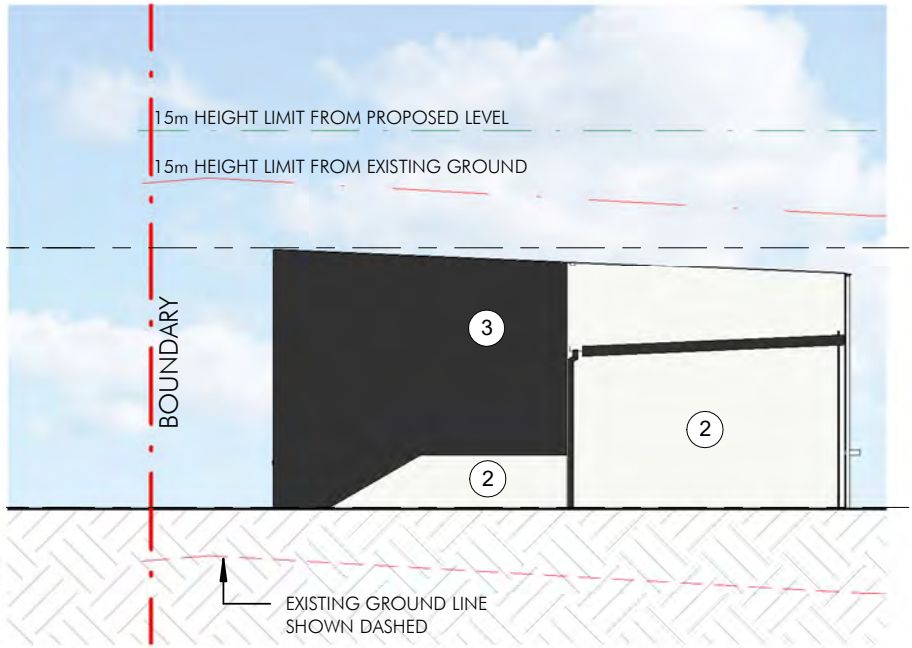 15m HEIGHT LIMIT FROM PROPOSED LEVEL
15m HEIGHT LIMIT FROM EXISTING GROUND
BOUNDARY
3
2
2
EXISTING GROUND LINE
SHOWN DASHED